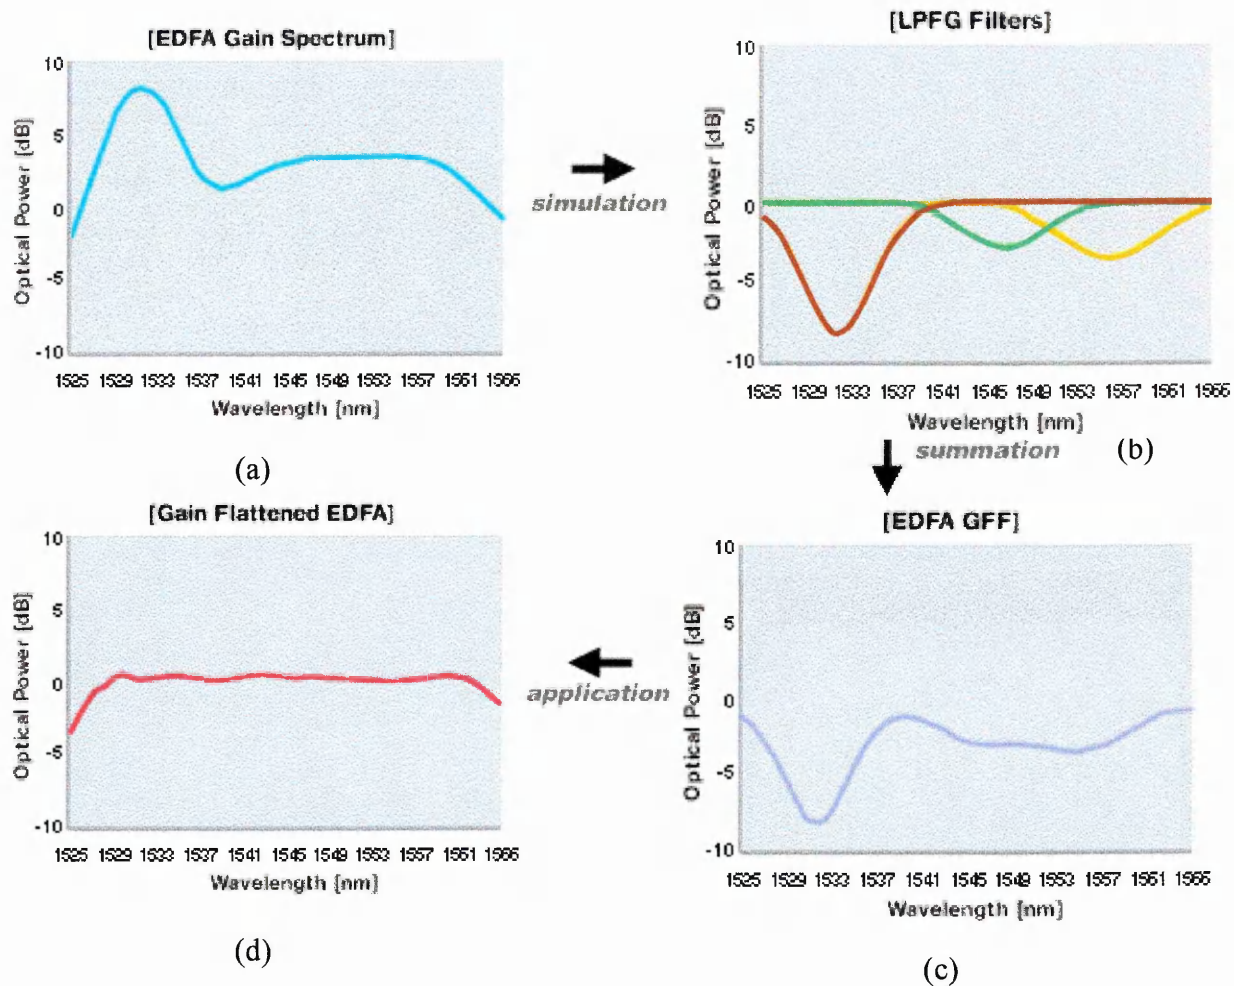 [EDFA Gain Spectrum]
10
5
0
-5
-10
Optical Power [dB]
1525 1529 1533 1537 1541 1545 1549 1553 1557 1561 1565
Wavelength [nm]
(a)
simulation
[LPFG Filters]
10
5
0
-5
-10
Optical Power [dB]
1525 1529 1533 1537 1541 1545 1549 1553 1557 1561 1565
Wavelength [nm]
(b)
summation
[EDFA GFF]
10
5
0
-5
-10
Optical Power [dB]
1525 1529 1533 1537 1541 1545 1549 1553 1557 1561 1565
Wavelength [nm]
(c)
application
[Gain Flattened EDFA]
10
5
0
-5
-10
Optical Power [dB]
1525 1529 1533 1537 1541 1545 1549 1553 1557 1561 1565
Wavelength [nm]
(d)